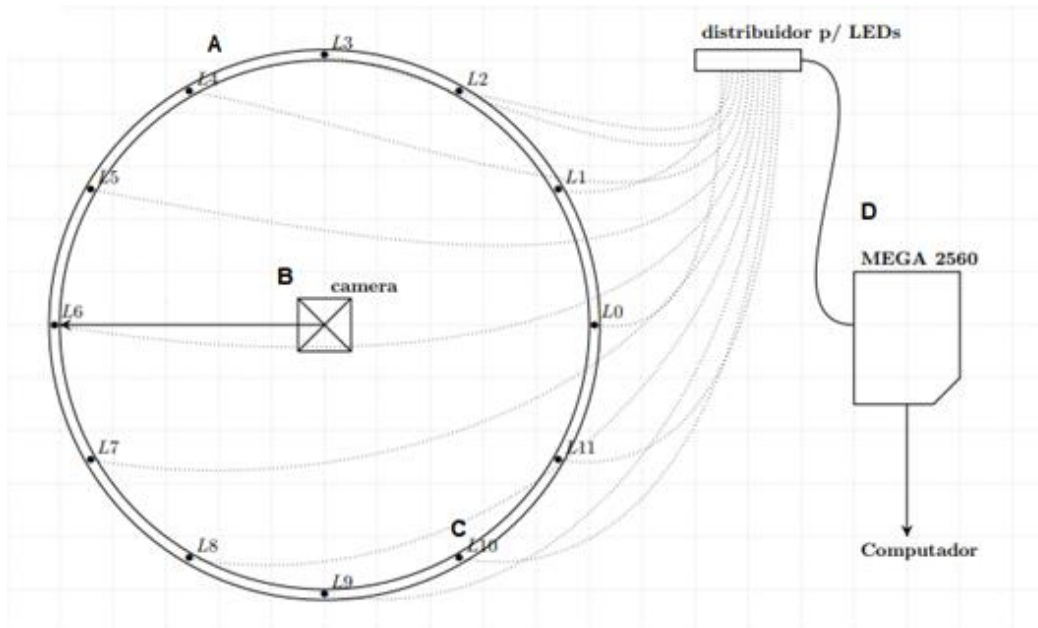 distribuidor p/ LEDs
A
L3
L4
L2
L5
L1
D
MEGA 2560
B
camera
L6
L0
L7
L11
C
L8
L10
Computador
L9